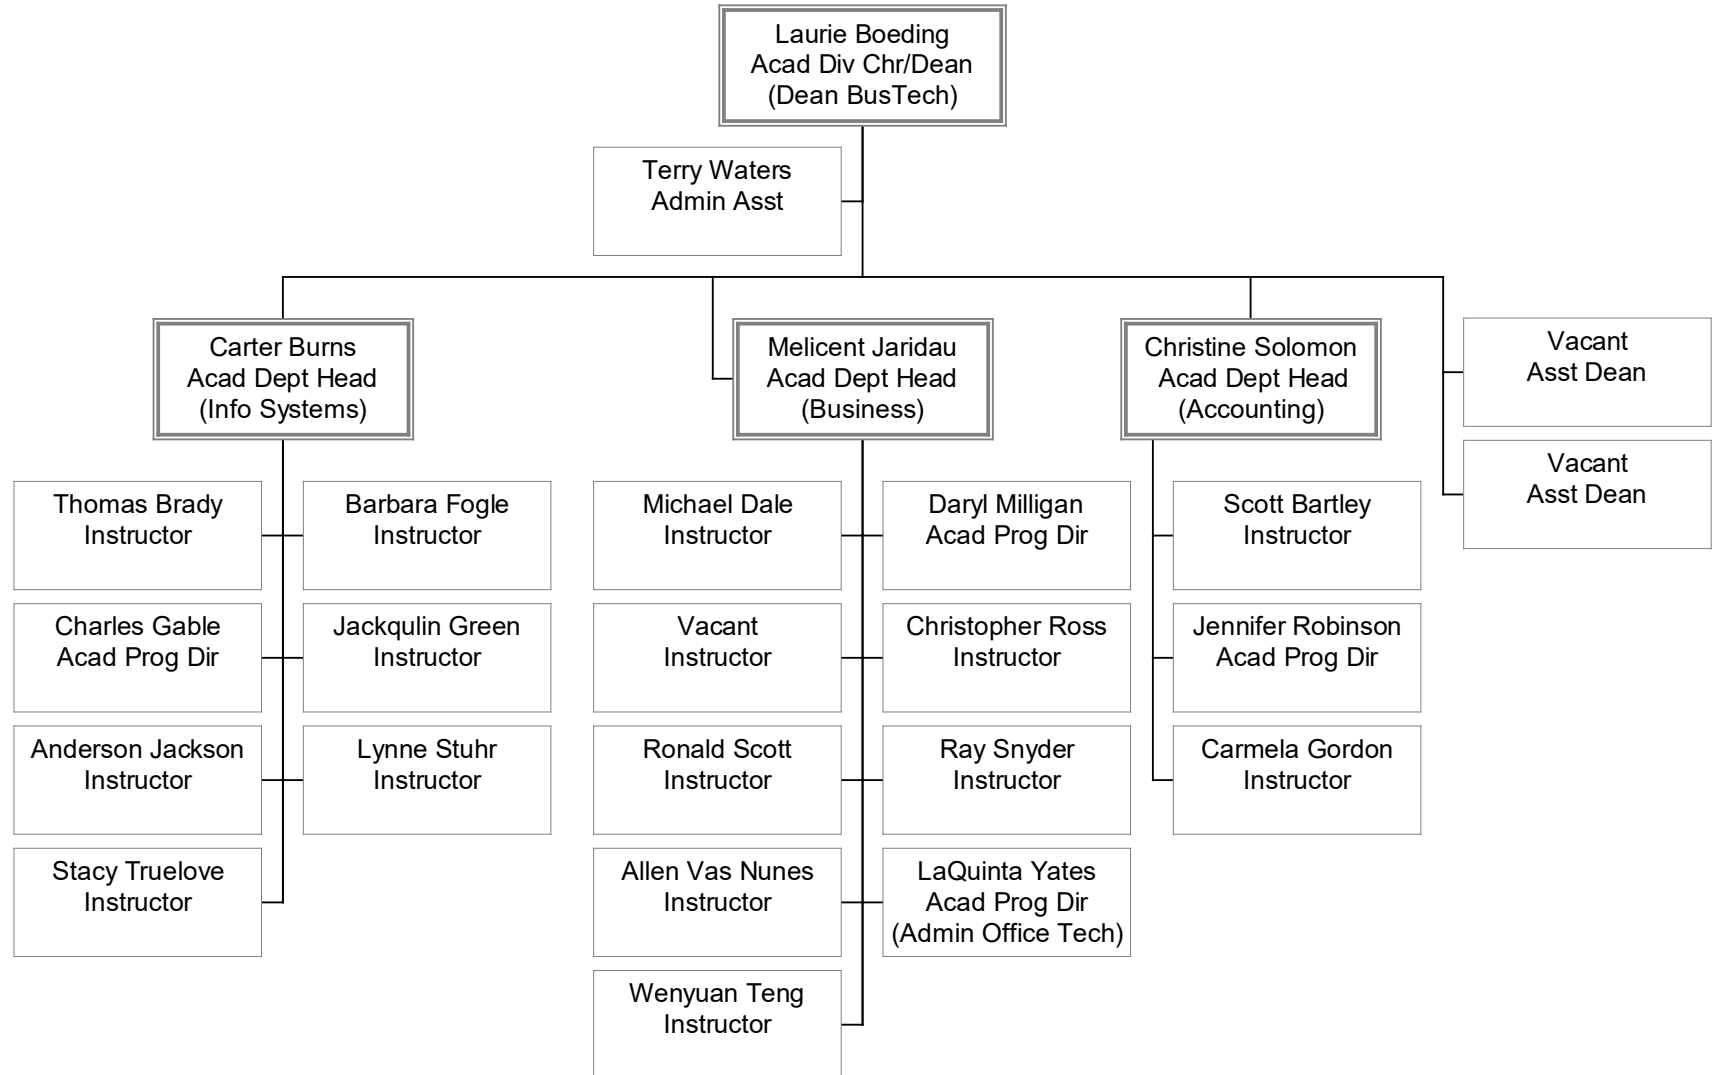 Laurie Boeding
Acad Div Chr/Dean
(Dean BusTech)
Terry Waters
Admin Asst
Carter Burns
Acad Dept Head
(Info Systems)
Melicent Jaridau
Acad Dept Head
(Business)
Christine Solomon
Acad Dept Head
(Accounting)
Vacant
Asst Dean
Vacant
Asst Dean
Thomas Brady
Instructor
Barbara Fogle
Instructor
Charles Gable
Acad Prog Dir
Jackqulin Green
Instructor
Anderson Jackson
Instructor
Lynne Stuhr
Instructor
Stacy Truelove
Instructor
Michael Dale
Instructor
Daryl Milligan
Acad Prog Dir
Vacant
Instructor
Christopher Ross
Instructor
Ronald Scott
Instructor
Ray Snyder
Instructor
Allen Vas Nunes
Instructor
LaQuinta Yates
Acad Prog Dir
(Admin Office Tech)
Wenyuan Teng
Instructor
Scott Bartley
Instructor
Jennifer Robinson
Acad Prog Dir
Carmela Gordon
Instructor